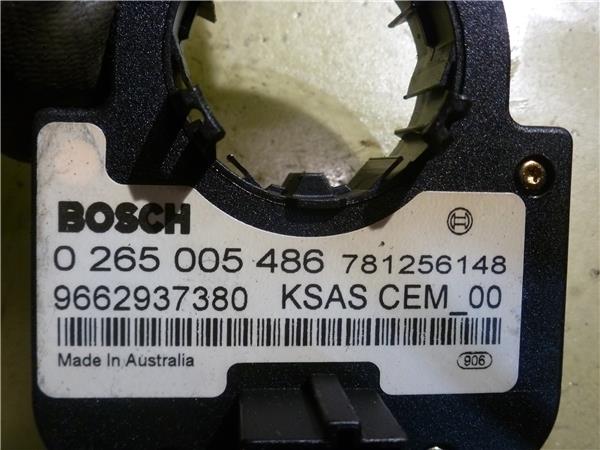 BOSCH
0 265 005 486 781256148
9662937380 KSAS CEM_00
Made In Australia 906